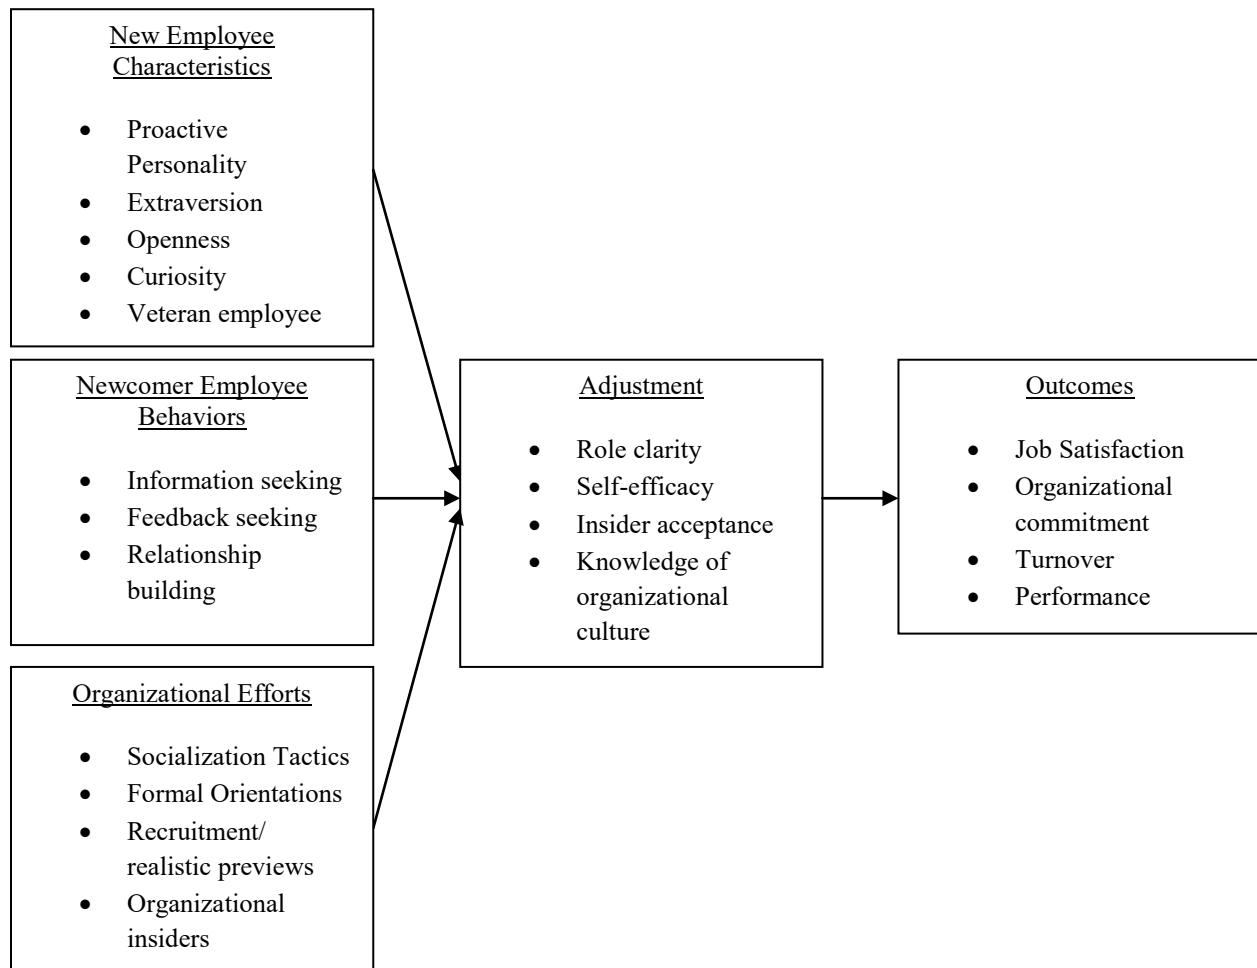 New Employee
Characteristics
• Proactive
Personality
• Extraversion
• Openness
• Curiosity
• Veteran employee
Newcomer Employee
Behaviors
• Information seeking
• Feedback seeking
• Relationship
building
Organizational Efforts
• Socialization Tactics
• Formal Orientations
• Recruitment/
realistic previews
• Organizational
insiders
Adjustment
• Role clarity
• Self-efficacy
• Insider acceptance
• Knowledge of
organizational
culture
Outcomes
• Job Satisfaction
• Organizational
commitment
• Turnover
• Performance